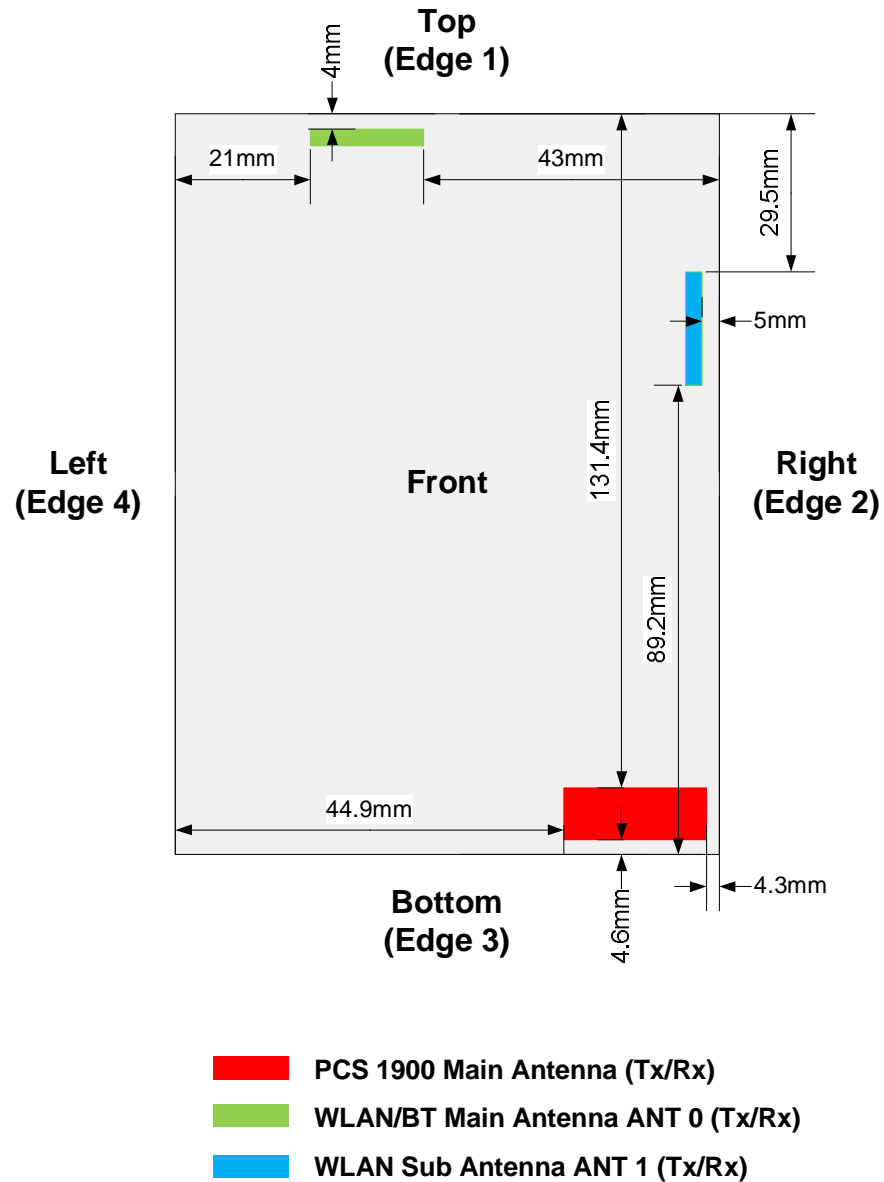 Top
(Edge 1)
4mm
21mm
43mm
29.5mm
5mm
131.4mm
Left
(Edge 4)
Front
Right
(Edge 2)
89.2mm
44.9mm
4.3mm
Bottom
(Edge 3)
4.6mm
PCS 1900 Main Antenna (Tx/Rx)
WLAN/BT Main Antenna ANT 0 (Tx/Rx)
WLAN Sub Antenna ANT 1 (Tx/Rx)